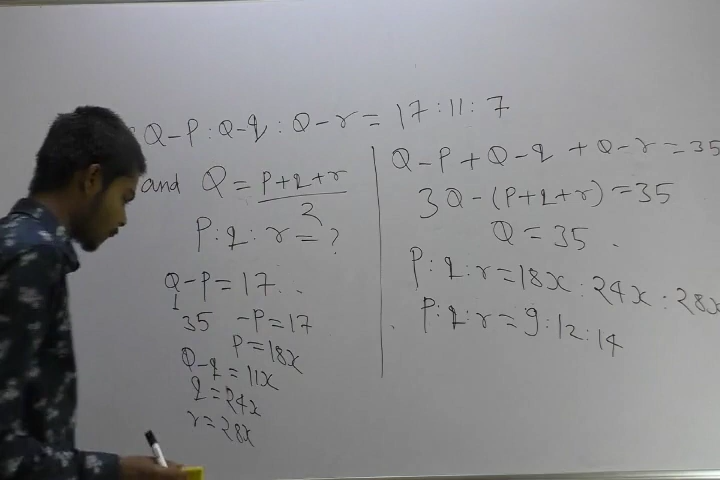 Q-P : Q-q : Q-r = 17 : 11 : 7
and Q = P+q+r
2
P : q : r = ?
Q-P = 17 ..
35 -P = 17
P = 18x
Q-q = 11x
q = 24x
r = 28x
Q-P + Q-q + Q-r = 35
3Q - (P+q+r) = 35
Q = 35 .
P : q : r = 18x : 24x : 28x
P : q : r = 9 : 12 : 14